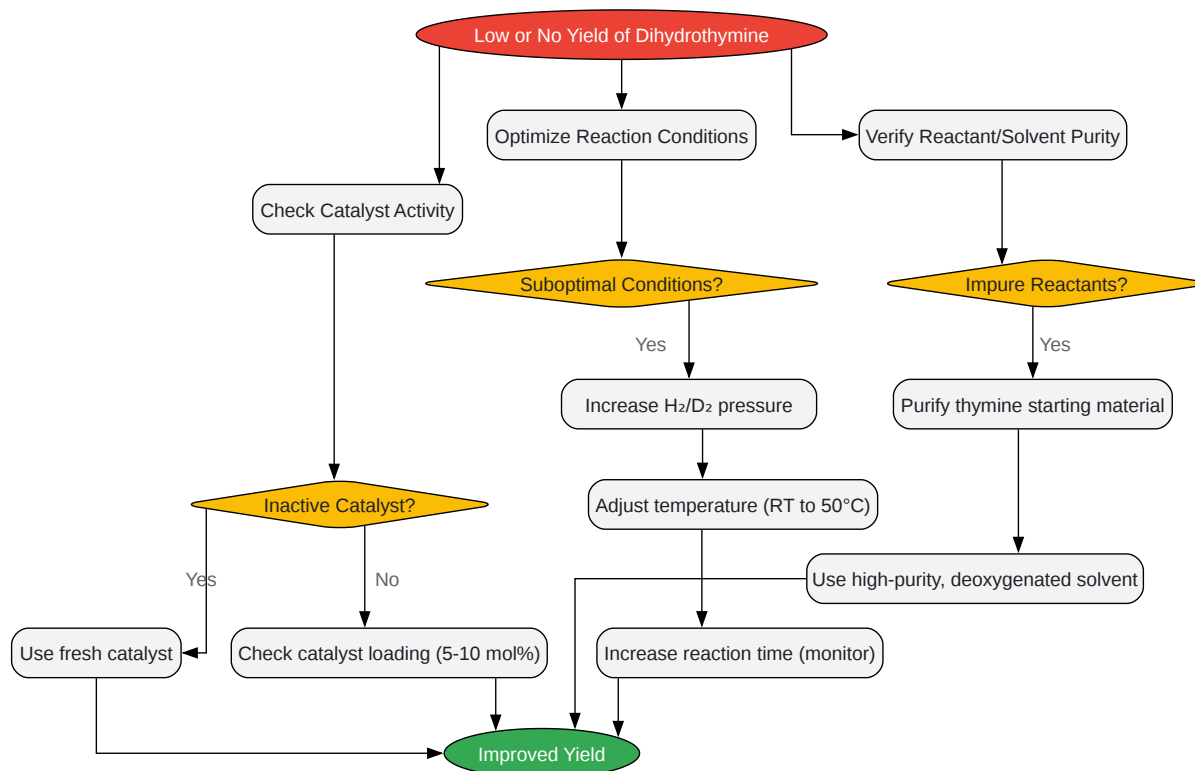 Low or No Yield of Dihydrothymine
Optimize Reaction Conditions
Verify Reactant/Solvent Purity
Check Catalyst Activity
Suboptimal Conditions?
Impure Reactants?
Yes
Yes
Increase H₂/D₂ pressure
Purify thymine starting material
Inactive Catalyst?
Adjust temperature (RT to 50°C)
Yes
No
Use high-purity, deoxygenated solvent
Use fresh catalyst
Check catalyst loading (5-10 mol%)
Increase reaction time (monitor)
Improved Yield